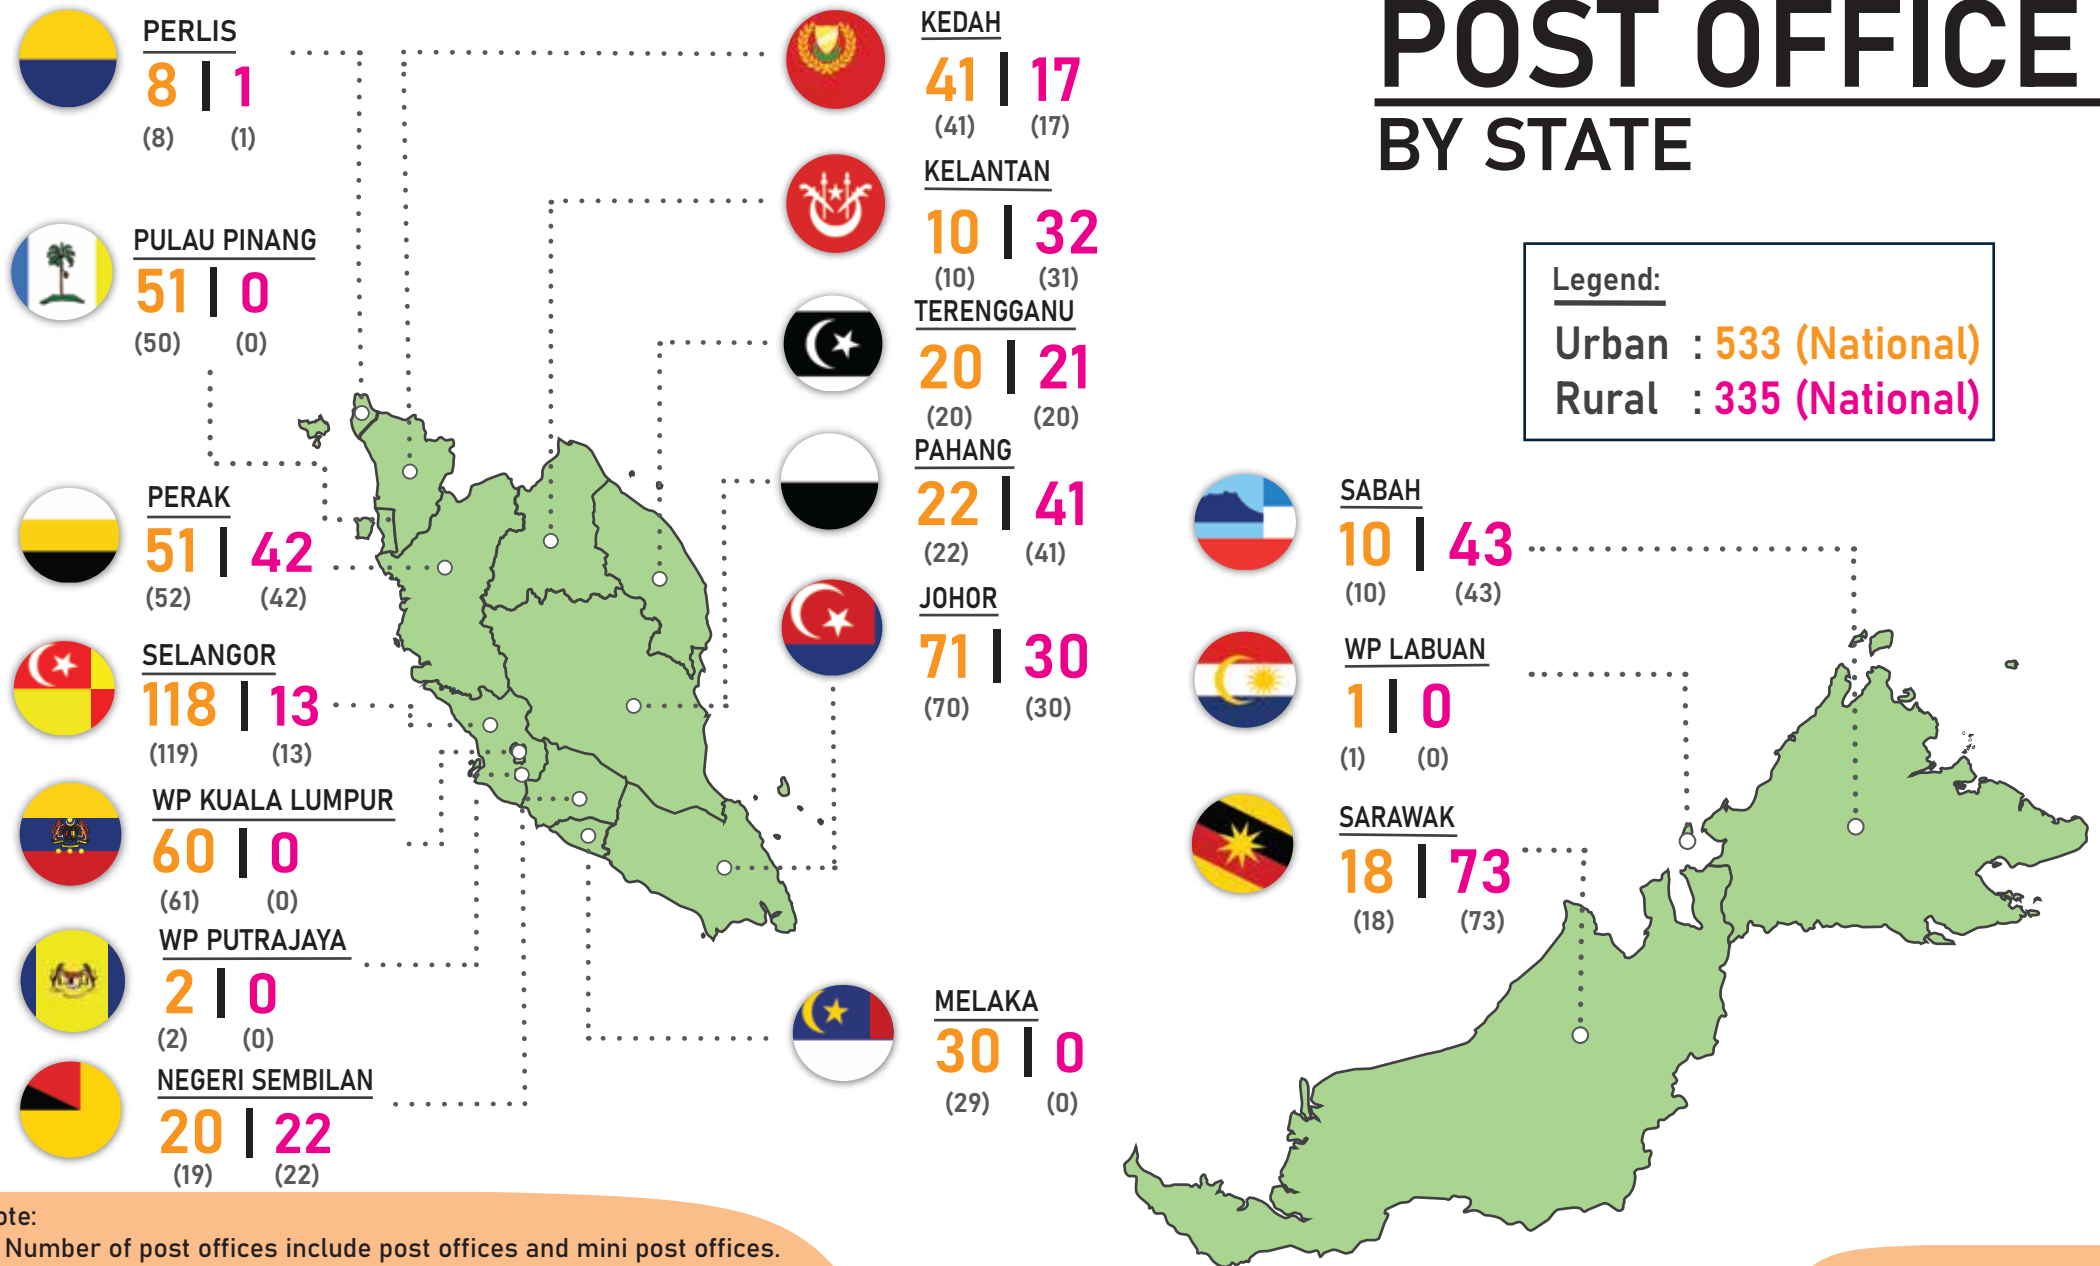 POST OFFICE
BY STATE
PERLIS
8 | 1
(8) (1)
PULAU PINANG
51 | 0
(50) (0)
PERAK
51 | 42
(52) (42)
SELANGOR
118 | 13
(119) (13)
WP KUALA LUMPUR
60 | 0
(61) (0)
WP PUTRAJAYA
2 | 0
(2) (0)
NEGERI SEMBILAN
20 | 22
(19) (22)
KEDAH
41 | 17
(41) (17)
KELANTAN
10 | 32
(10) (31)
TERENGGANU
20 | 21
(20) (20)
PAHANG
22 | 41
(22) (41)
JOHOR
71 | 30
(70) (30)
MELAKA
30 | 0
(29) (0)
Legend:
Urban : 533 (National)
Rural : 335 (National)
SABAH
10 | 43
(10) (43)
WP LABUAN
1 | 0
(1) (0)
SARAWAK
18 | 73
(18) (73)
ote:
Number of post offices include post offices and mini post offices.